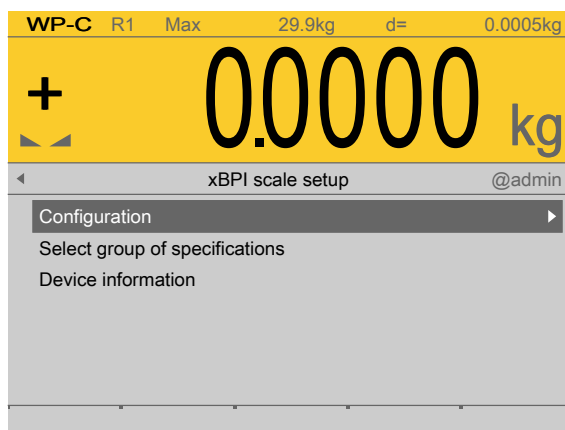 WP-C R1 Max 29.9kg d= 0.0005kg
+ 0.0000 kg
xBPI scale setup @admin
Configuration
Select group of specifications
Device information